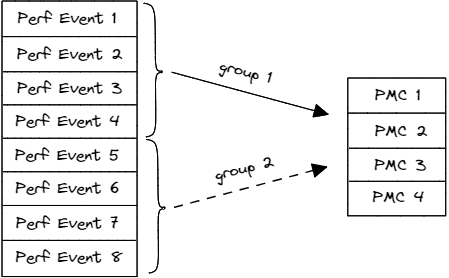 Perf Event 1
Perf Event 2
Perf Event 3
Perf Event 4
Perf Event 5
Perf Event 6
Perf Event 7
Perf Event 8
group 1
group 2
PMC 1
PMC 2
PMC 3
PMC 4